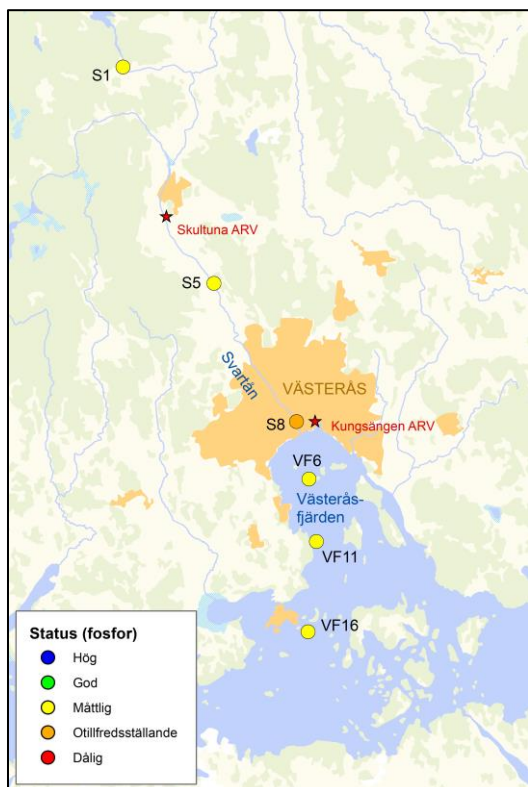 S1
Skultuna ARV
S5
Svartån
VÄSTERÅS
S8
Kungsängen ARV
VF6
Västerås-
fjärden
VF11
VF16
Status (fosfor)
Hög
God
Måttlig
Otillfredsställande
Dålig